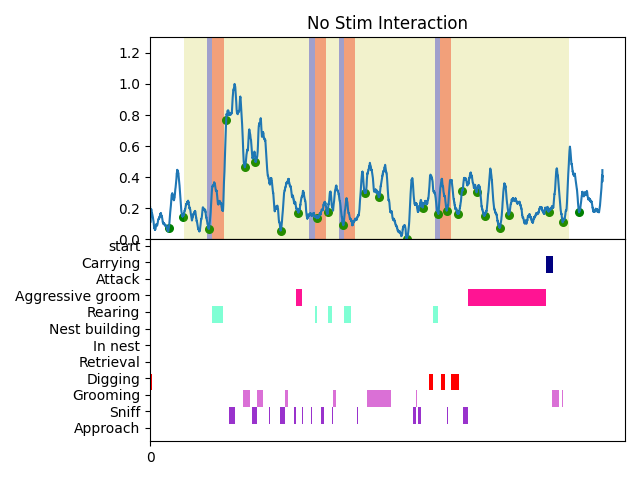 No Stim Interaction
1.2
1.0
0.8
0.6
0.4
0.2
0.0
start
Carrying
Attack
Aggressive groom
Rearing
Nest building
In nest
Retrieval
Digging
Grooming
Sniff
Approach
0